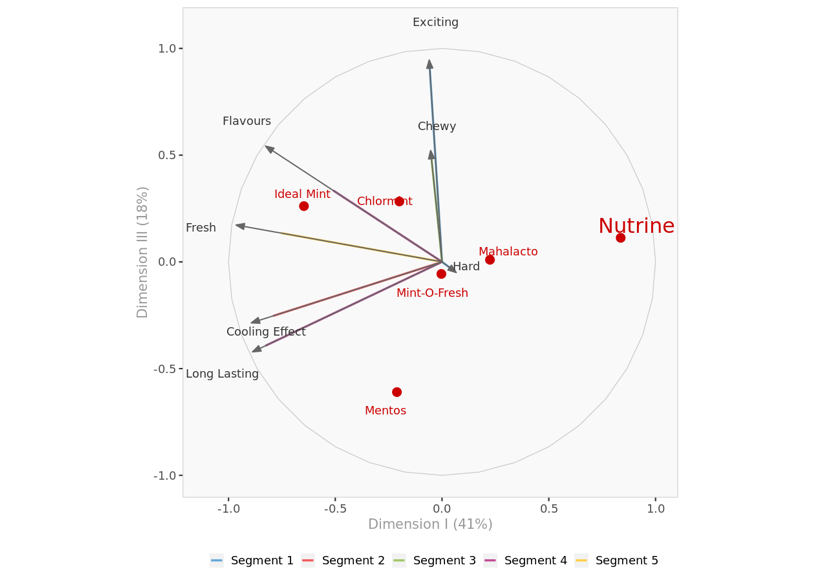 Exciting
1.0
Flavours
Chewy
0.5
Ideal Mint
Chlormint
Fresh
Nutrine
Mahalacto
Dimension III (18%)
0.0
Hard
Mint-O-Fresh
Cooling Effect
-0.5
Long Lasting
Mentos
-1.0
-1.0 -0.5 0.0 0.5 1.0
Dimension I (41%)
Segment 1 Segment 2 Segment 3 Segment 4 Segment 5